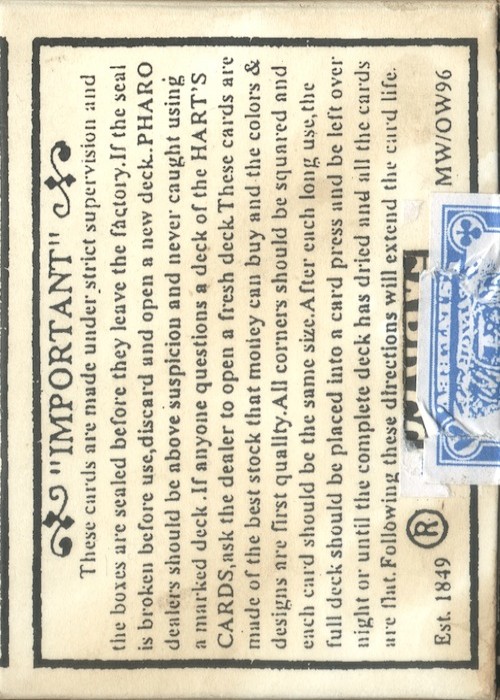 "IMPORTANT"
These cards are made under strict supervision and
the boxes are sealed before they leave the factory.If the seal
is broken before use,discard and open a new deck.PHARO
dealers should be above suspicion and never caught using
a marked deck .If anyone questions a deck of the HART'S
CARDS,ask the dealer to open a fresh deck.These cards are
made of the best stock that money can buy and the colors &
designs are first quality.All corners should be squared and
each card should be the same size.After each long use,the
full deck should be placed into a card press and be left over
night or until the complete deck has dried and all the cards
are flat.Following these directions will extend the card life.
Est. 1849 ® MW/OW96